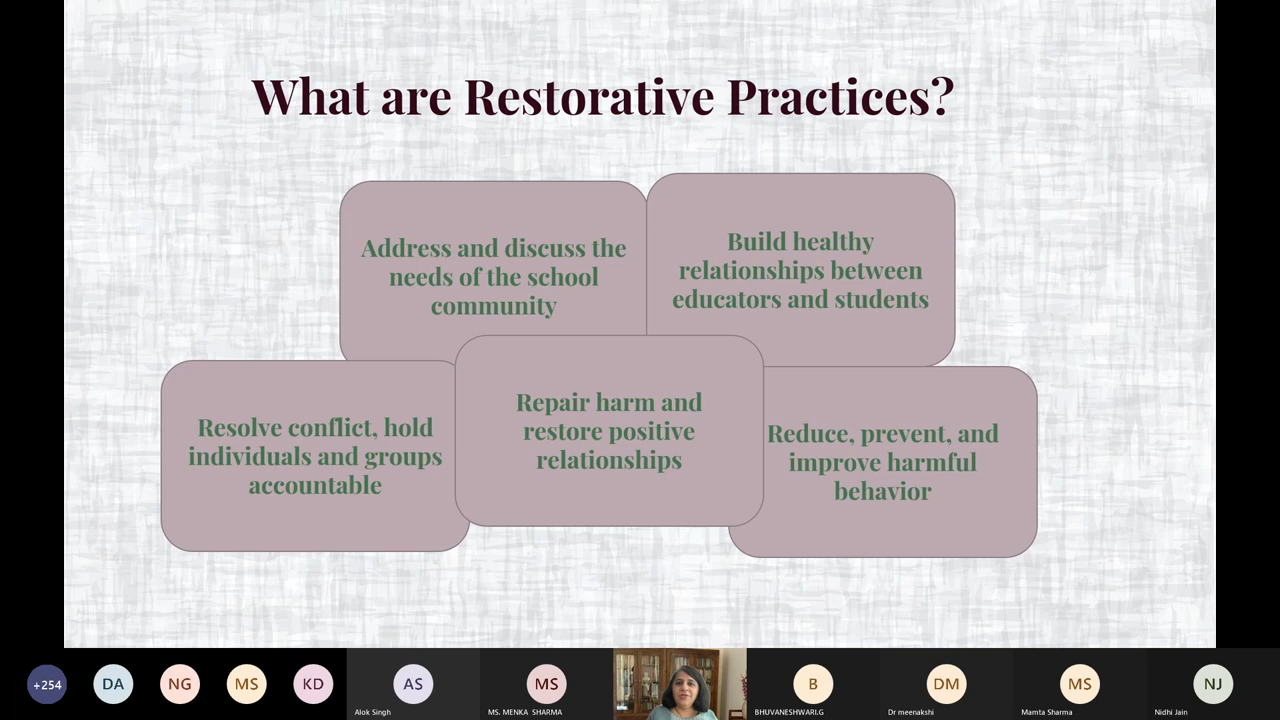 What are Restorative Practices?
Address and discuss the
needs of the school
community
Build healthy
relationships between
educators and students
Resolve conflict, hold
individuals and groups
accountable
Repair harm and
restore positive
relationships
Reduce, prevent, and
improve harmful
behavior
+254
DA
NG
MS
KD
AS
Alok Singh
MS
MS. MENKA SHARMA
B
BHUVANESHWARI.G
DM
Dr meenakshi
MS
Mamta Sharma
NJ
Nidhi Jain